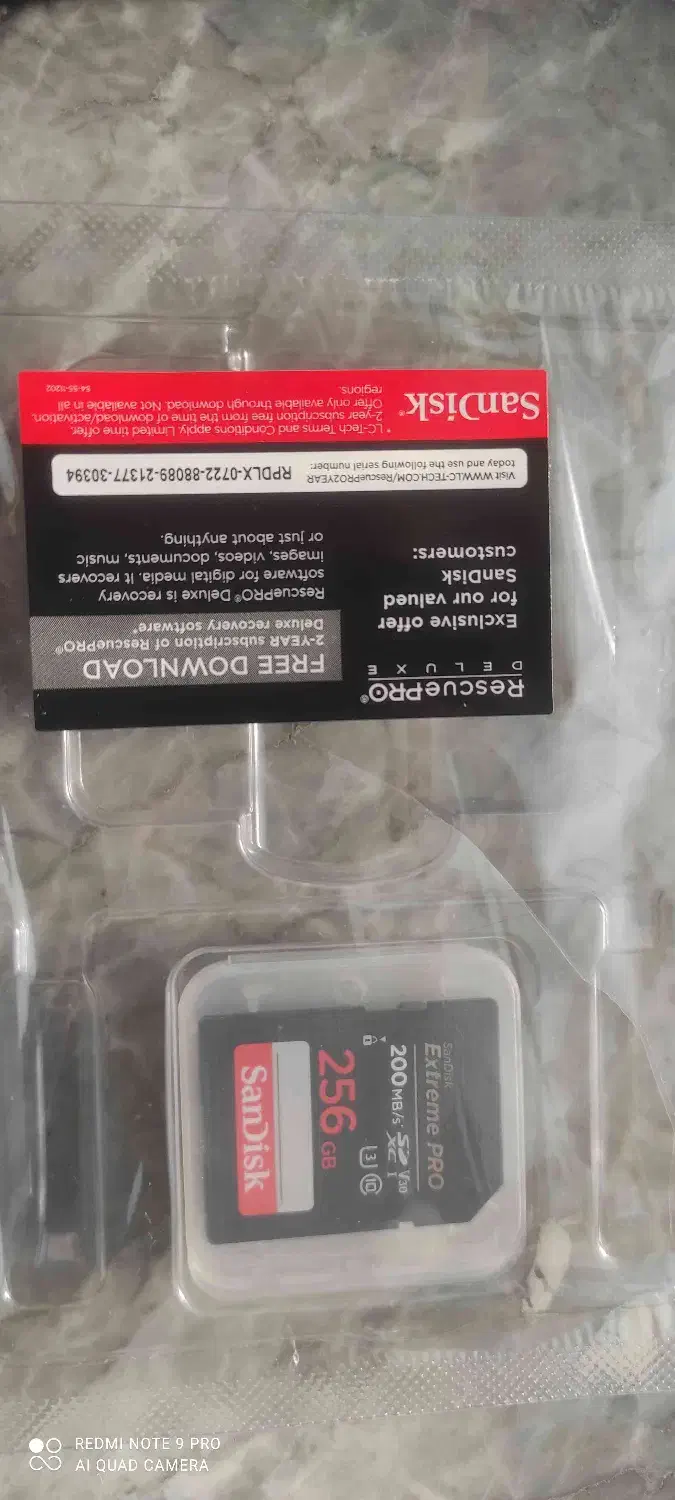 RescuePRO®
DELUXE
Exclusive offer
for our valued
SanDisk
customers:
FREE DOWNLOAD
2-YEAR subscription of RescuePRO®
Deluxe recovery software*
RescuePRO® Deluxe is recovery
software for digital media. It recovers
images, videos, documents, music
or just about anything.
Visit WWW.LC-TECH.COM/RescuePRO2YEAR
today and use the following serial number:
RPDLX-0722-88089-21377-30394
SanDisk®
* LC-Tech Terms and Conditions apply. Limited time offer.
2-year subscription free from the time of download/activation.
Offer only available through download. Not available in all
regions.
SanDisk
Extreme PRO
200MB/s*
SD XC I
V30
U3
10
256GB
SanDisk
REDMI NOTE 9 PRO
AI QUAD CAMERA